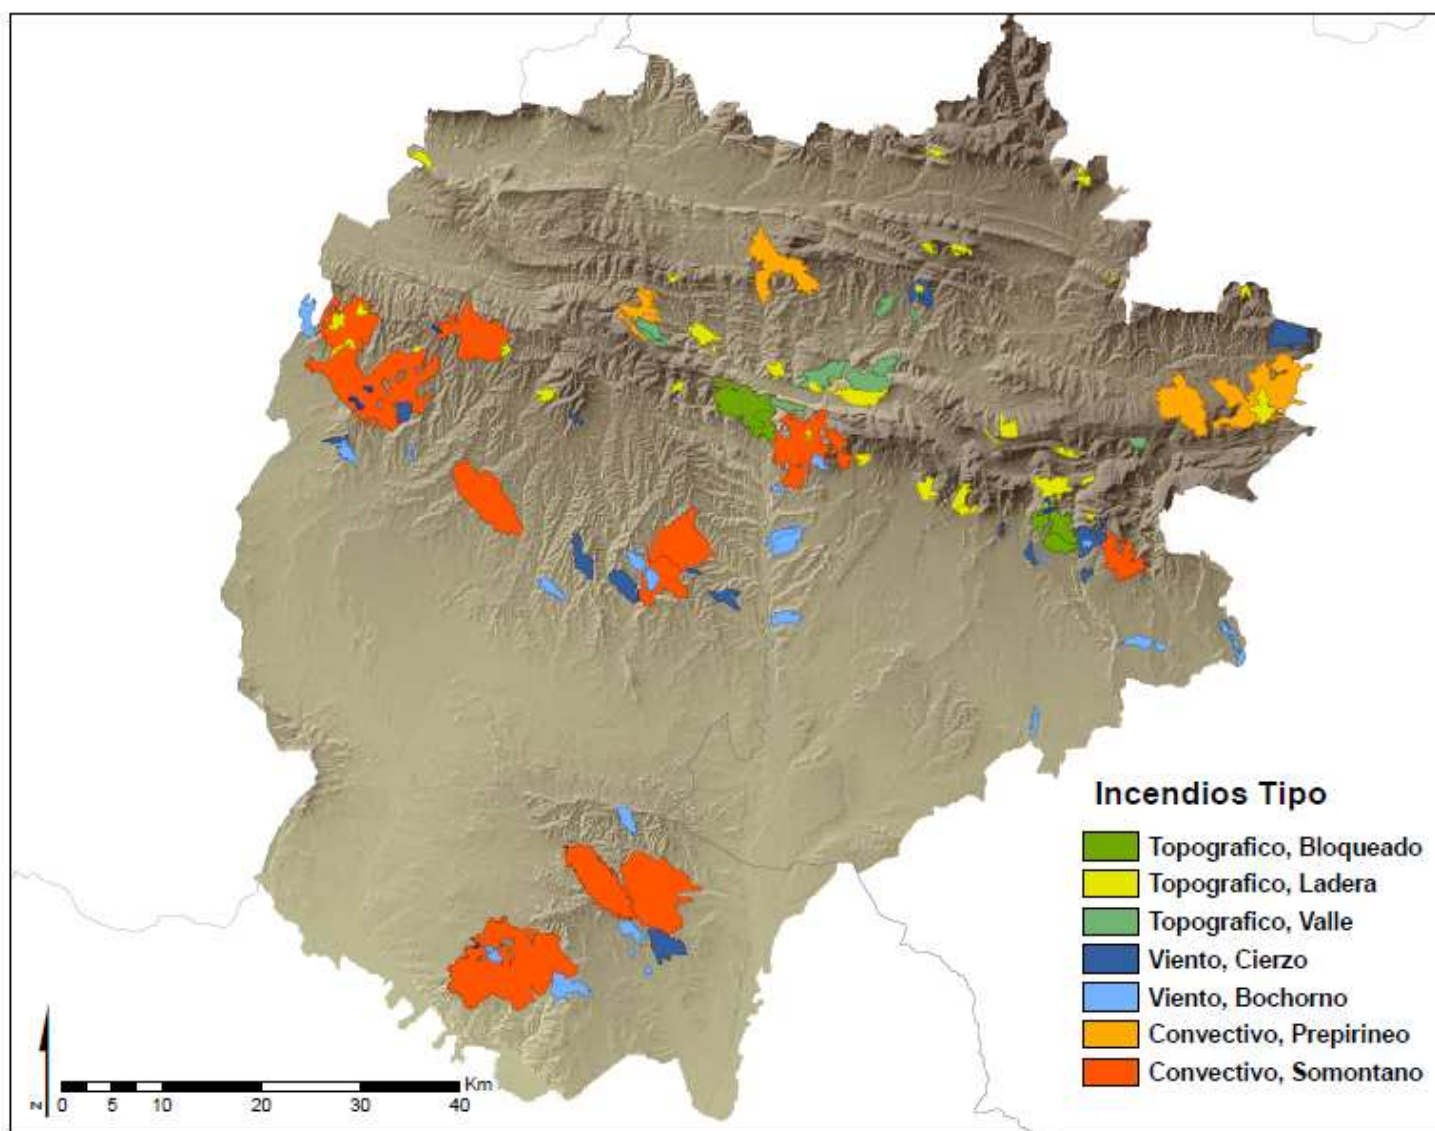 Incendios Tipo
Topografico, Bloqueado
Topografico, Ladera
Topografico, Valle
Viento, Cierzo
Viento, Bochorno
Convectivo, Prepirineo
Convectivo, Somontano
Km
0 5 10 20 30 40
N